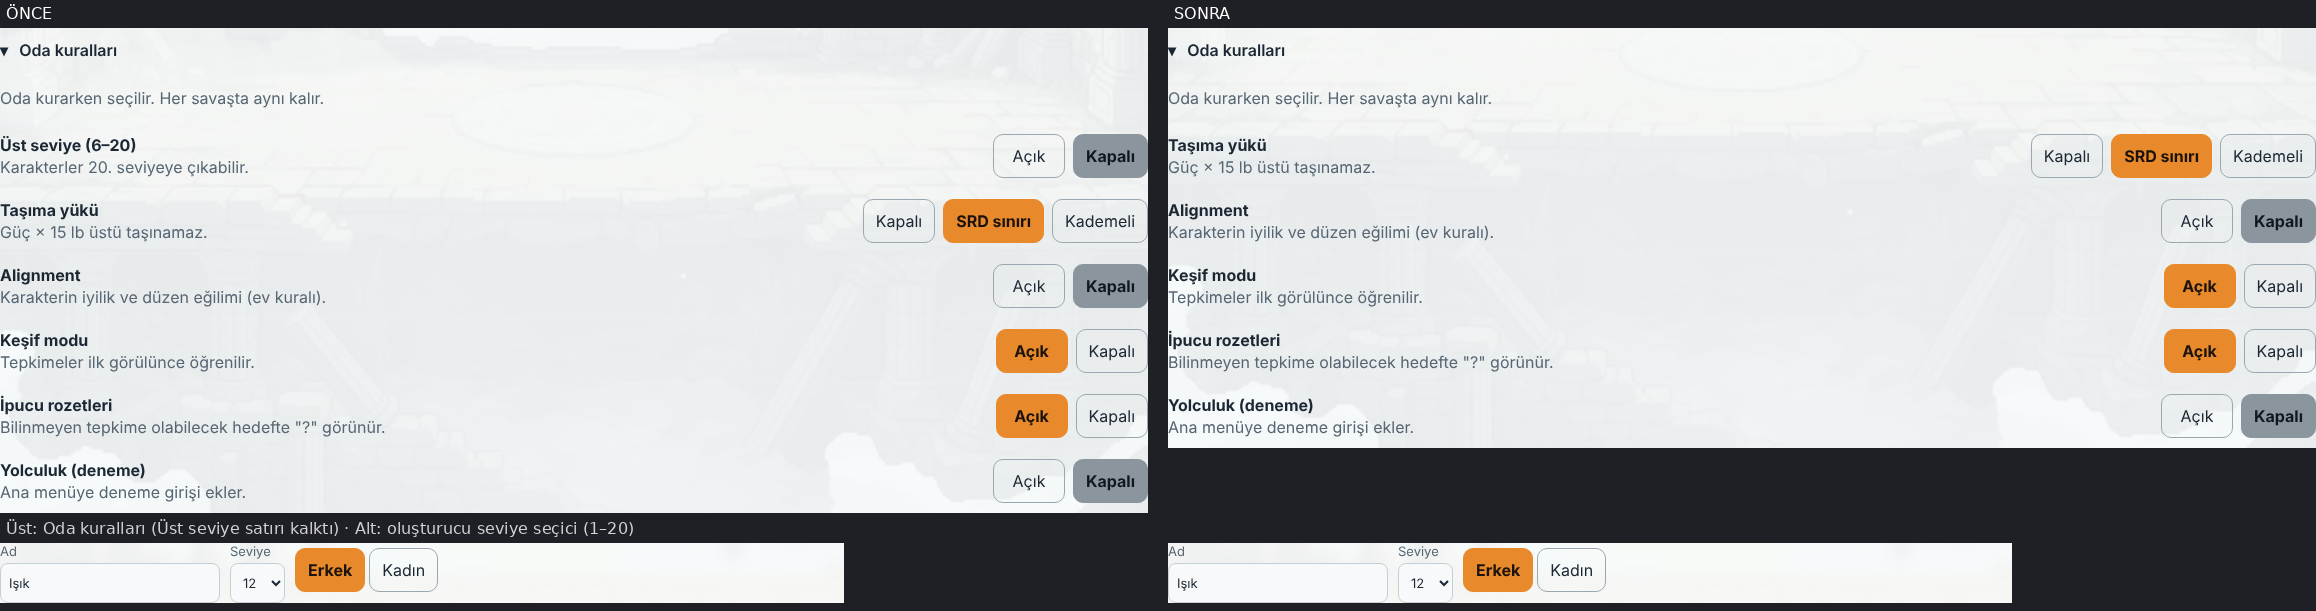 ÖNCE
▼ Oda kuralları
Oda kurarken seçilir. Her savaşta aynı kalır.
Üst seviye (6–20)
Karakterler 20. seviyeye çıkabilir.
Açık Kapalı
Taşıma yükü
Güç × 15 lb üstü taşınamaz.
Kapalı SRD sınırı Kademeli
Alignment
Karakterin iyilik ve düzen eğilimi (ev kuralı).
Açık Kapalı
Keşif modu
Tepkimeler ilk görülünce öğrenilir.
Açık Kapalı
İpucu rozetleri
Bilinmeyen tepkime olabilecek hedefte "?" görünür.
Açık Kapalı
Yolculuk (deneme)
Ana menüye deneme girişi ekler.
Açık Kapalı
SONRA
▼ Oda kuralları
Oda kurarken seçilir. Her savaşta aynı kalır.
Taşıma yükü
Güç × 15 lb üstü taşınamaz.
Kapalı SRD sınırı Kademeli
Alignment
Karakterin iyilik ve düzen eğilimi (ev kuralı).
Açık Kapalı
Keşif modu
Tepkimeler ilk görülünce öğrenilir.
Açık Kapalı
İpucu rozetleri
Bilinmeyen tepkime olabilecek hedefte "?" görünür.
Açık Kapalı
Yolculuk (deneme)
Ana menüye deneme girişi ekler.
Açık Kapalı
Üst: Oda kuralları (Üst seviye satırı kalktı) · Alt: oluşturucu seviye seçici (1–20)
Ad Seviye
Işık 12 Erkek Kadın
Ad Seviye
Işık 12 Erkek Kadın